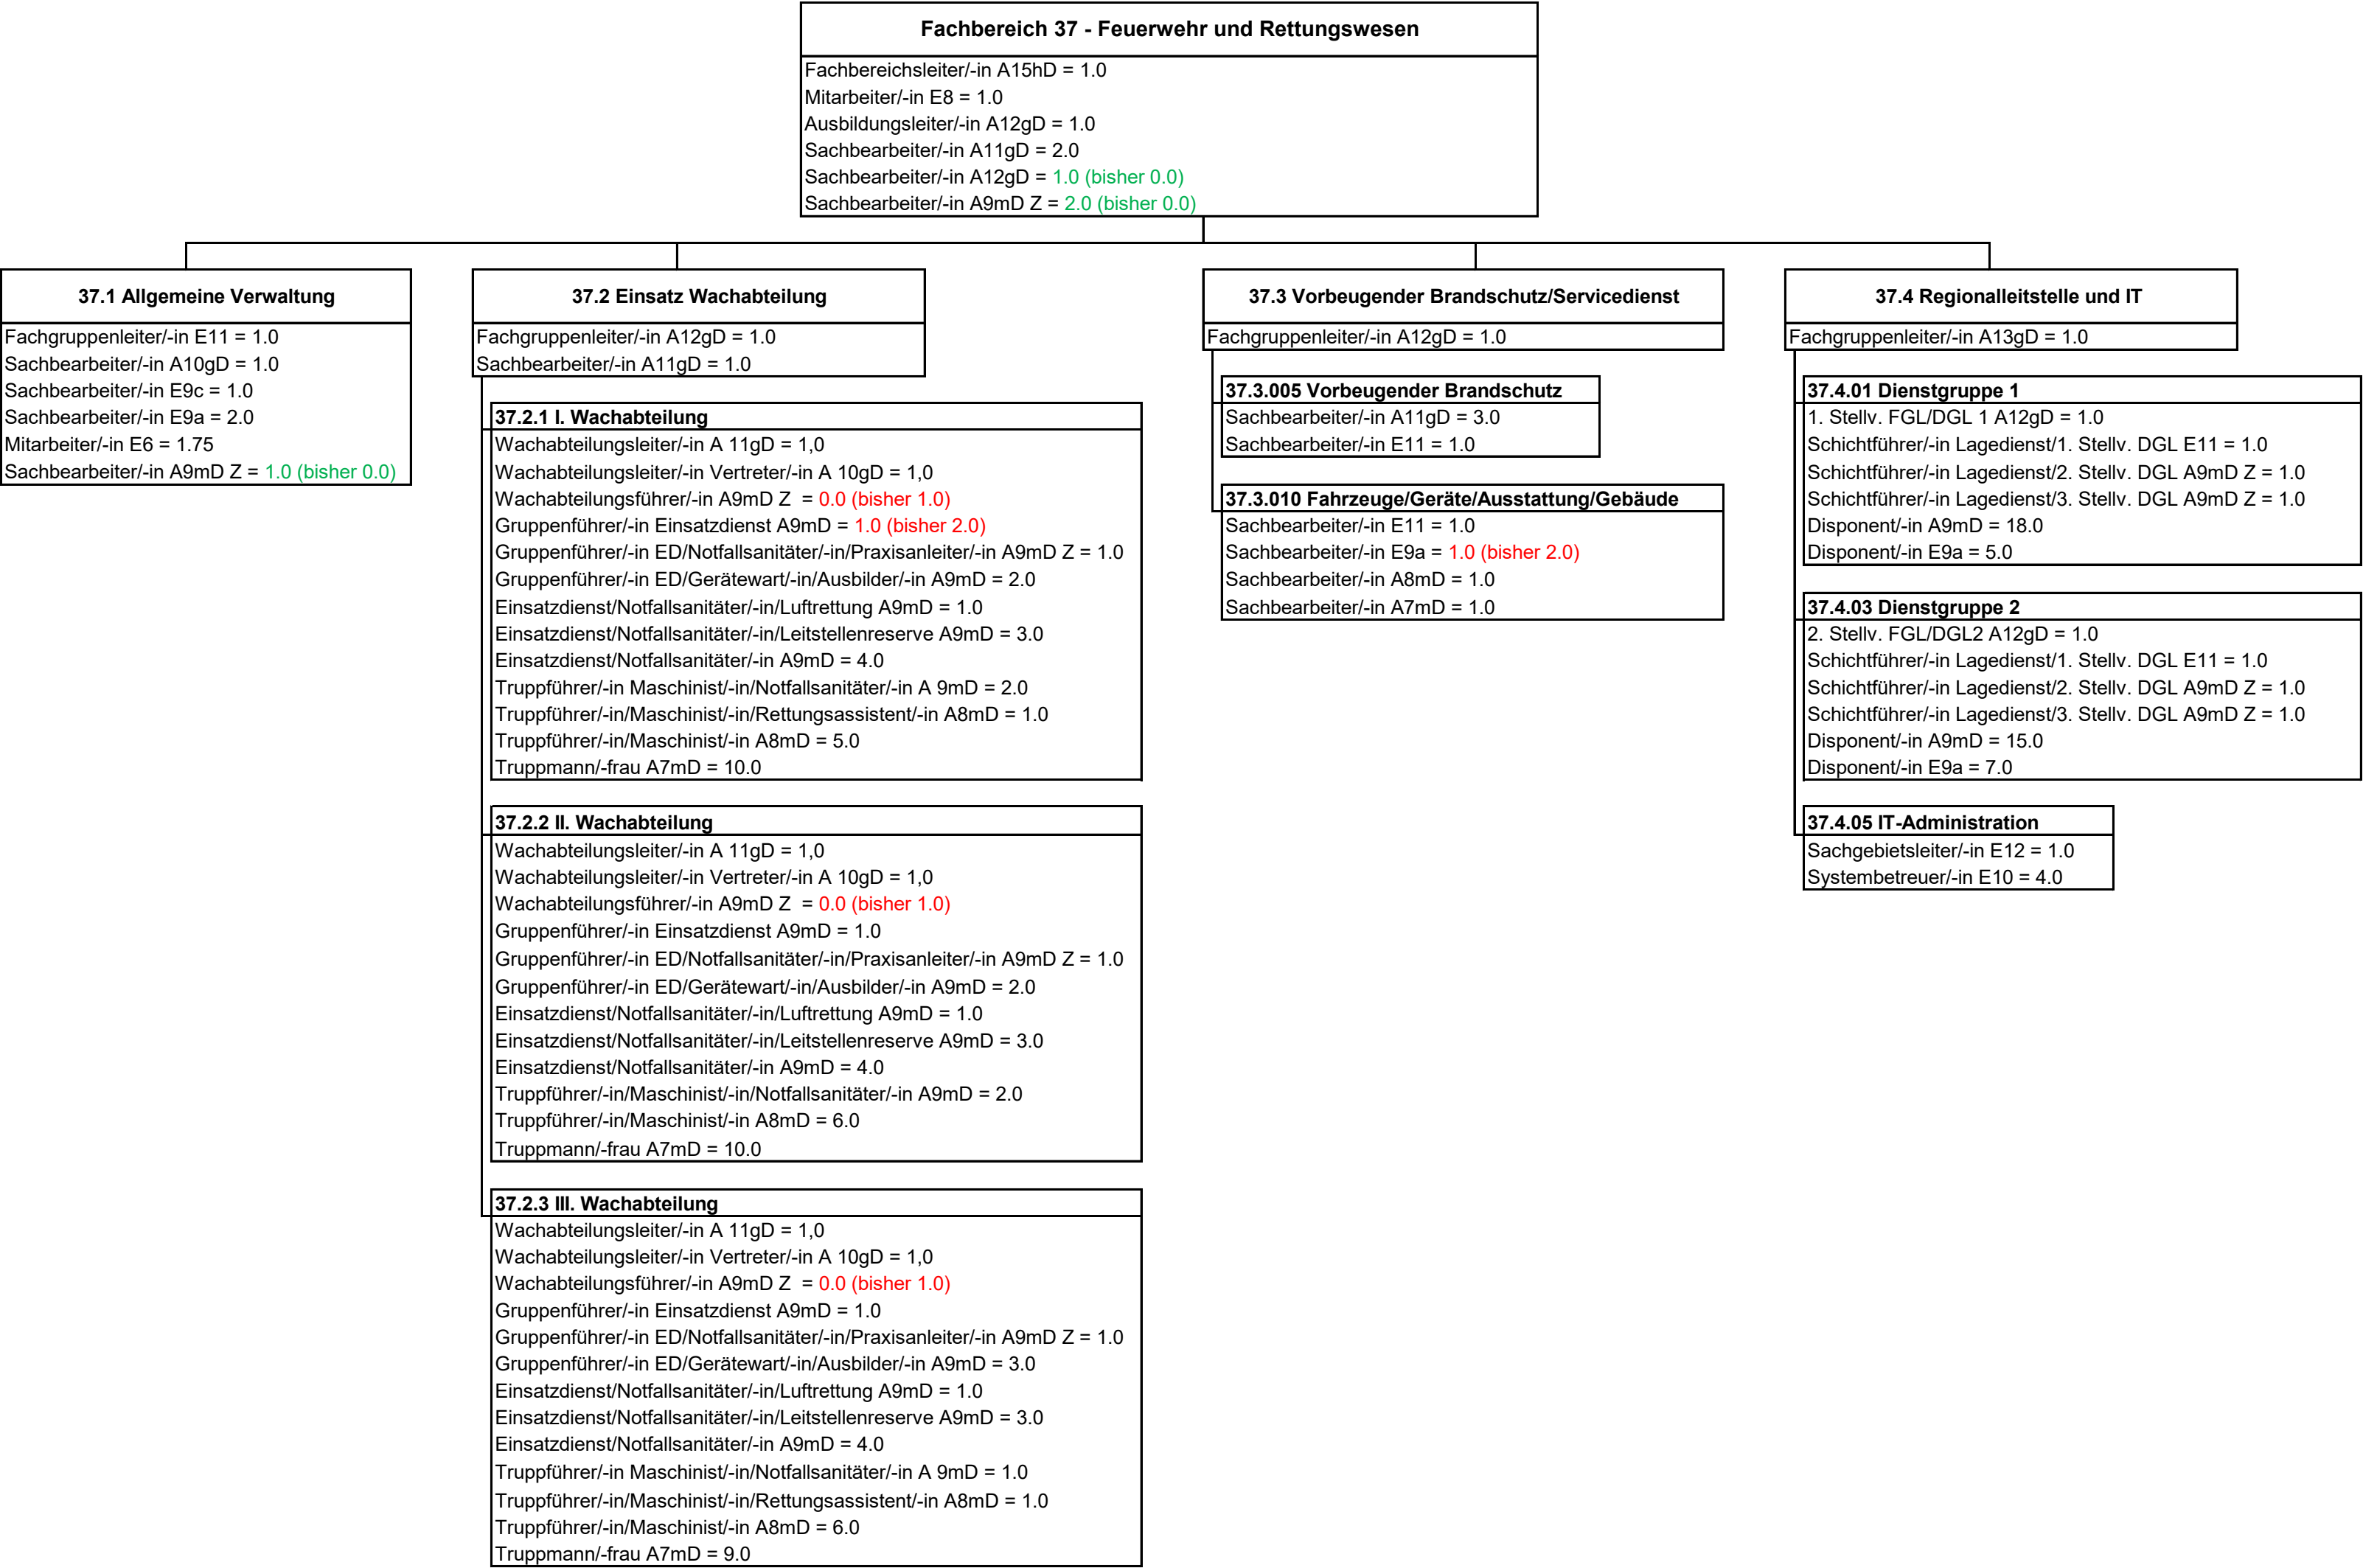 Fachbereich 37 - Feuerwehr und Rettungswesen
Fachbereichsleiter/-in A15hD = 1.0
Mitarbeiter/-in E8 = 1.0
Ausbildungsleiter/-in A12gD = 1.0
Sachbearbeiter/-in A11gD = 2.0
Sachbearbeiter/-in A12gD = 1.0 (bisher 0.0)
Sachbearbeiter/-in A9mD Z = 2.0 (bisher 0.0)
37.1 Allgemeine Verwaltung
Fachgruppenleiter/-in E11 = 1.0
Sachbearbeiter/-in A10gD = 1.0
Sachbearbeiter/-in E9c = 1.0
Sachbearbeiter/-in E9a = 2.0
Mitarbeiter/-in E6 = 1.75
Sachbearbeiter/-in A9mD Z = 1.0 (bisher 0.0)
37.2 Einsatz Wachabteilung
Fachgruppenleiter/-in A12gD = 1.0
Sachbearbeiter/-in A11gD = 1.0
37.2.1 I. Wachabteilung
Wachabteilungsleiter/-in A 11gD = 1,0
Wachabteilungsleiter/-in Vertreter/-in A 10gD = 1,0
Wachabteilungsführer/-in A9mD Z  = 0.0 (bisher 1.0)
Gruppenführer/-in Einsatzdienst A9mD = 1.0 (bisher 2.0)
Gruppenführer/-in ED/Notfallsanitäter/-in/Praxisanleiter/-in A9mD Z = 1.0
Gruppenführer/-in ED/Gerätewart/-in/Ausbilder/-in A9mD = 2.0
Einsatzdienst/Notfallsanitäter/-in/Luftrettung A9mD = 1.0
Einsatzdienst/Notfallsanitäter/-in/Leitstellenreserve A9mD = 3.0
Einsatzdienst/Notfallsanitäter/-in A9mD = 4.0
Truppführer/-in Maschinist/-in/Notfallsanitäter/-in A 9mD = 2.0
Truppführer/-in/Maschinist/-in/Rettungsassistent/-in A8mD = 1.0
Truppführer/-in/Maschinist/-in A8mD = 5.0
Truppmann/-frau A7mD = 10.0
37.2.2 II. Wachabteilung
Wachabteilungsleiter/-in A 11gD = 1,0
Wachabteilungsleiter/-in Vertreter/-in A 10gD = 1,0
Wachabteilungsführer/-in A9mD Z  = 0.0 (bisher 1.0)
Gruppenführer/-in Einsatzdienst A9mD = 1.0
Gruppenführer/-in ED/Notfallsanitäter/-in/Praxisanleiter/-in A9mD Z = 1.0
Gruppenführer/-in ED/Gerätewart/-in/Ausbilder/-in A9mD = 2.0
Einsatzdienst/Notfallsanitäter/-in/Luftrettung A9mD = 1.0
Einsatzdienst/Notfallsanitäter/-in/Leitstellenreserve A9mD = 3.0
Einsatzdienst/Notfallsanitäter/-in A9mD = 4.0
Truppführer/-in/Maschinist/-in/Notfallsanitäter/-in A9mD = 2.0
Truppführer/-in/Maschinist/-in A8mD = 6.0
Truppmann/-frau A7mD = 10.0
37.2.3 III. Wachabteilung
Wachabteilungsleiter/-in A 11gD = 1,0
Wachabteilungsleiter/-in Vertreter/-in A 10gD = 1,0
Wachabteilungsführer/-in A9mD Z  = 0.0 (bisher 1.0)
Gruppenführer/-in Einsatzdienst A9mD = 1.0
Gruppenführer/-in ED/Notfallsanitäter/-in/Praxisanleiter/-in A9mD Z = 1.0
Gruppenführer/-in ED/Gerätewart/-in/Ausbilder/-in A9mD = 3.0
Einsatzdienst/Notfallsanitäter/-in/Luftrettung A9mD = 1.0
Einsatzdienst/Notfallsanitäter/-in/Leitstellenreserve A9mD = 3.0
Einsatzdienst/Notfallsanitäter/-in A9mD = 4.0
Truppführer/-in Maschinist/-in/Notfallsanitäter/-in A 9mD = 1.0
Truppführer/-in/Maschinist/-in/Rettungsassistent/-in A8mD = 1.0
Truppführer/-in/Maschinist/-in A8mD = 6.0
Truppmann/-frau A7mD = 9.0
37.3 Vorbeugender Brandschutz/Servicedienst
Fachgruppenleiter/-in A12gD = 1.0
37.3.005 Vorbeugender Brandschutz
Sachbearbeiter/-in A11gD = 3.0
Sachbearbeiter/-in E11 = 1.0
37.3.010 Fahrzeuge/Geräte/Ausstattung/Gebäude
Sachbearbeiter/-in E11 = 1.0
Sachbearbeiter/-in E9a = 1.0 (bisher 2.0)
Sachbearbeiter/-in A8mD = 1.0
Sachbearbeiter/-in A7mD = 1.0
37.4 Regionalleitstelle und IT
Fachgruppenleiter/-in A13gD = 1.0
37.4.01 Dienstgruppe 1
1. Stellv. FGL/DGL 1 A12gD = 1.0
Schichtführer/-in Lagedienst/1. Stellv. DGL E11 = 1.0
Schichtführer/-in Lagedienst/2. Stellv. DGL A9mD Z = 1.0
Schichtführer/-in Lagedienst/3. Stellv. DGL A9mD Z = 1.0
Disponent/-in A9mD = 18.0
Disponent/-in E9a = 5.0
37.4.03 Dienstgruppe 2
2. Stellv. FGL/DGL2 A12gD = 1.0
Schichtführer/-in Lagedienst/1. Stellv. DGL E11 = 1.0
Schichtführer/-in Lagedienst/2. Stellv. DGL A9mD Z = 1.0
Schichtführer/-in Lagedienst/3. Stellv. DGL A9mD Z = 1.0
Disponent/-in A9mD = 15.0
Disponent/-in E9a = 7.0
37.4.05 IT-Administration
Sachgebietsleiter/-in E12 = 1.0
Systembetreuer/-in E10 = 4.0